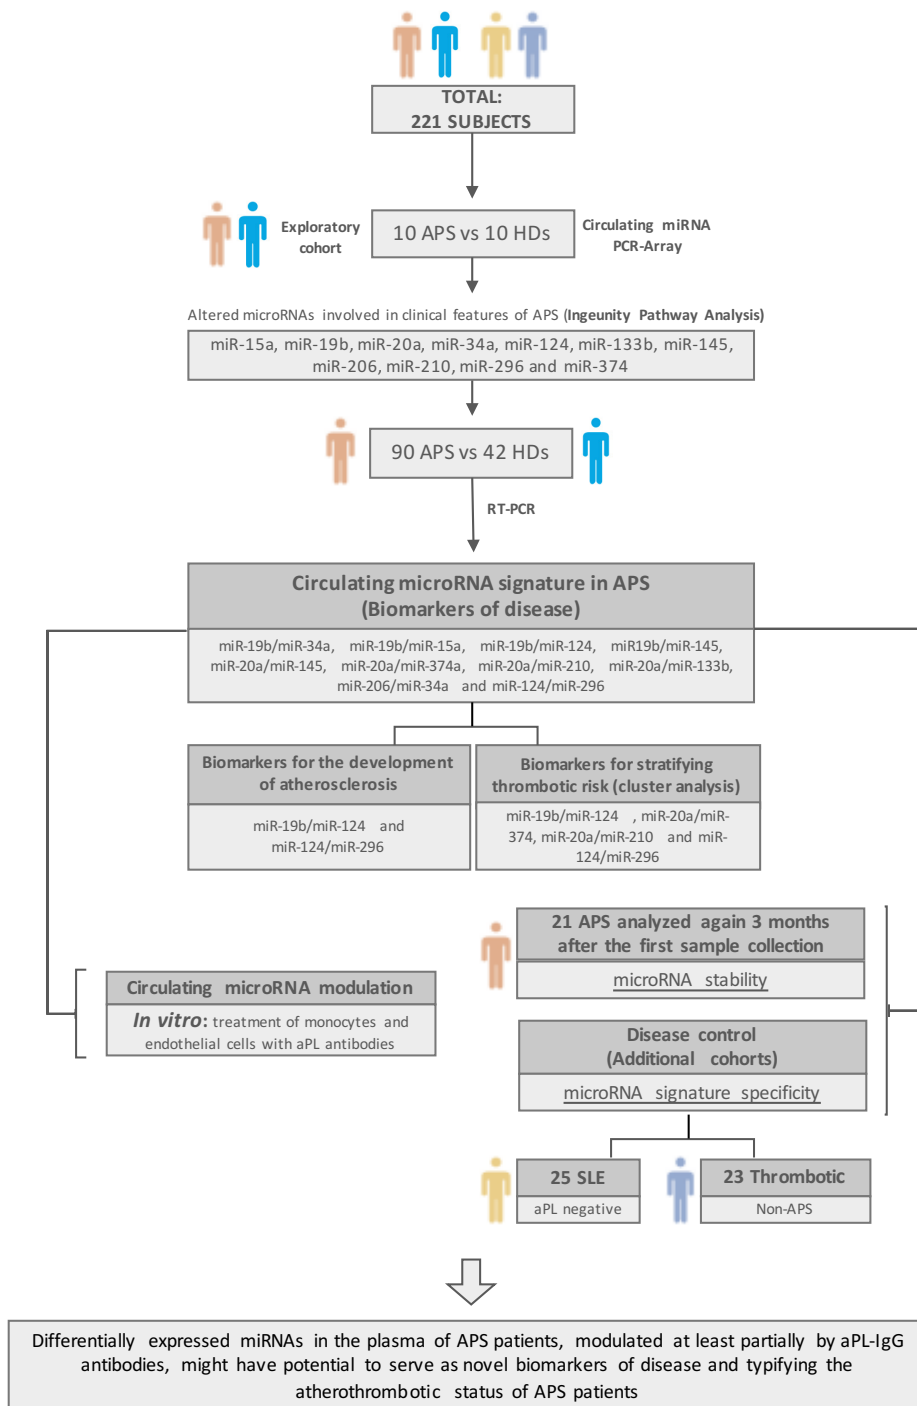 TOTAL:
221 SUBJECTS
Exploratory
cohort
10 APS vs 10 HDs
Circulating miRNA
PCR-Array
Altered microRNAs involved in clinical features of APS (Ingeunity Pathway Analysis)
miR-15a, miR-19b, miR-20a, miR-34a, miR-124, miR-133b, miR-145,
miR-206, miR-210, miR-296 and miR-374
90 APS vs 42 HDs
RT-PCR
Circulating microRNA signature in APS
(Biomarkers of disease)
miR-19b/miR-34a, miR-19b/miR-15a, miR-19b/miR-124, miR19b/miR-145,
miR-20a/miR-145, miR-20a/miR-374a, miR-20a/miR-210, miR-20a/miR-133b,
miR-206/miR-34a and miR-124/miR-296
Biomarkers for the development
of atherosclerosis
miR-19b/miR-124 and
miR-124/miR-296
Biomarkers for stratifying
thrombotic risk (cluster analysis)
miR-19b/miR-124 , miR-20a/miR-
374, miR-20a/miR-210 and miR-
124/miR-296
21 APS analyzed again 3 months
after the first sample collection
microRNA stability
Circulating microRNA modulation
In vitro: treatment of monocytes and
endothelial cells with aPL antibodies
Disease control
(Additional cohorts)
microRNA signature specificity
25 SLE
aPL negative
23 Thrombotic
Non-APS
Differentially expressed miRNAs in the plasma of APS patients, modulated at least partially by aPL-IgG
antibodies, might have potential to serve as novel biomarkers of disease and typifying the
atherothrombotic status of APS patients